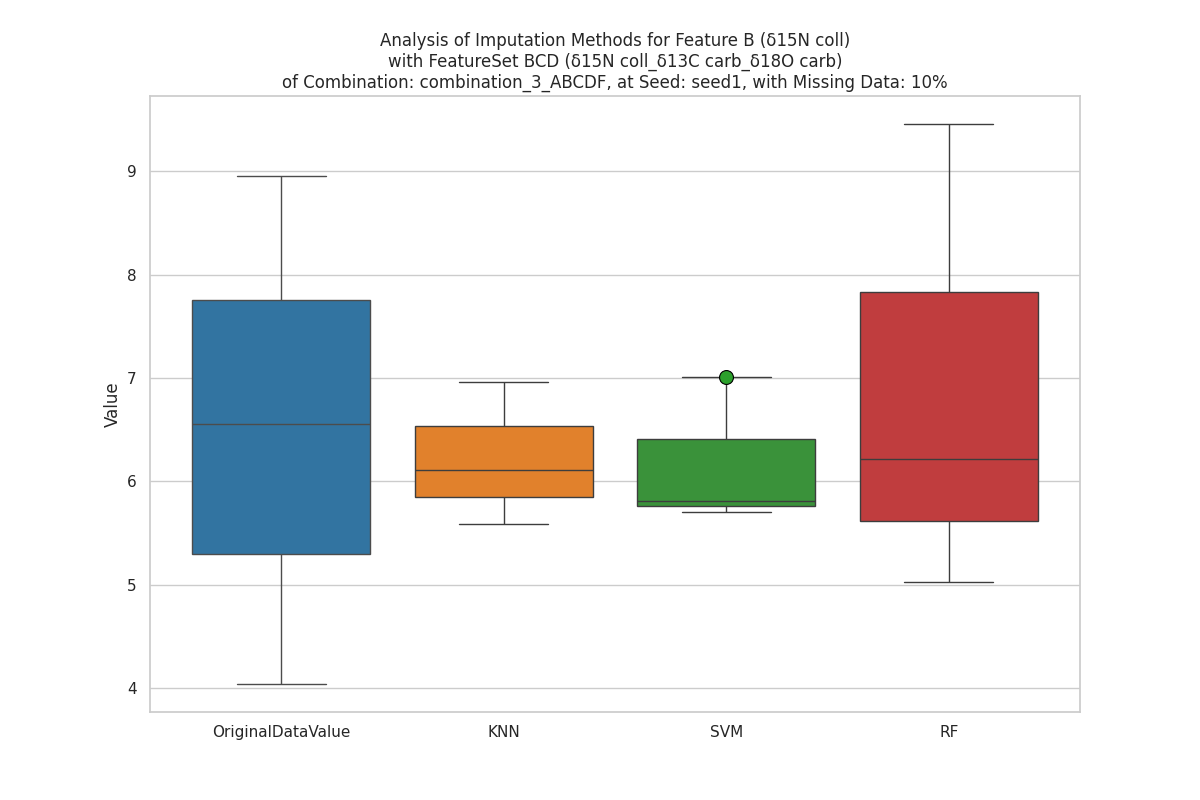 Analysis of Imputation Methods for Feature B (δ15N coll)
with FeatureSet BCD (δ15N coll_δ13C carb_δ18O carb)
of Combination: combination_3_ABCDF, at Seed: seed1, with Missing Data: 10%
9
8
7
6
5
4
Value
OriginalDataValue
KNN
SVM
RF